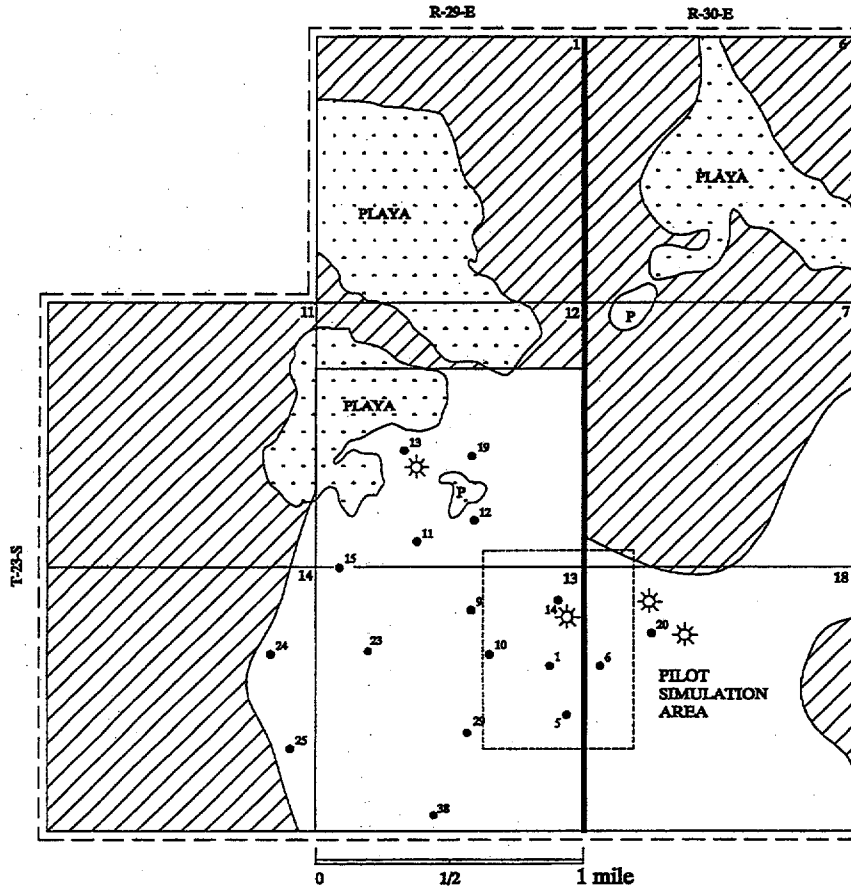 R-29-E
R-30-E
1
6
PLAYA
PLAYA
11
12
P
7
PLAYA
13
19
P
12
11
T-23-S
15
14
13
18
14
9
20
24
23
10
1
6
PILOT
SIMULATION
AREA
5
29
25
38
0
1/2
1 mile